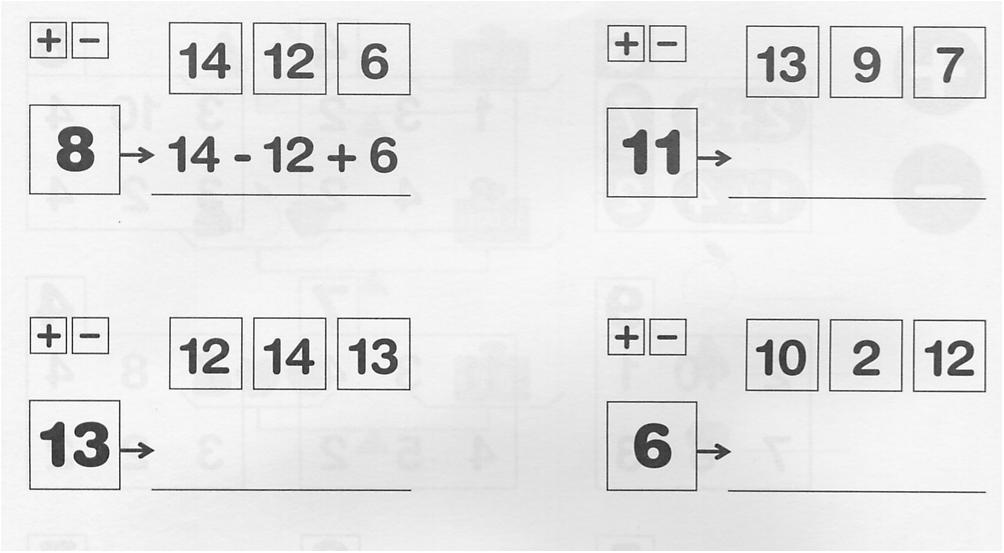 + - 14 12 6
8 → 14 - 12 + 6
+ - 13 9 7
11 →
+ - 12 14 13
13 →
+ - 10 2 12
6 →